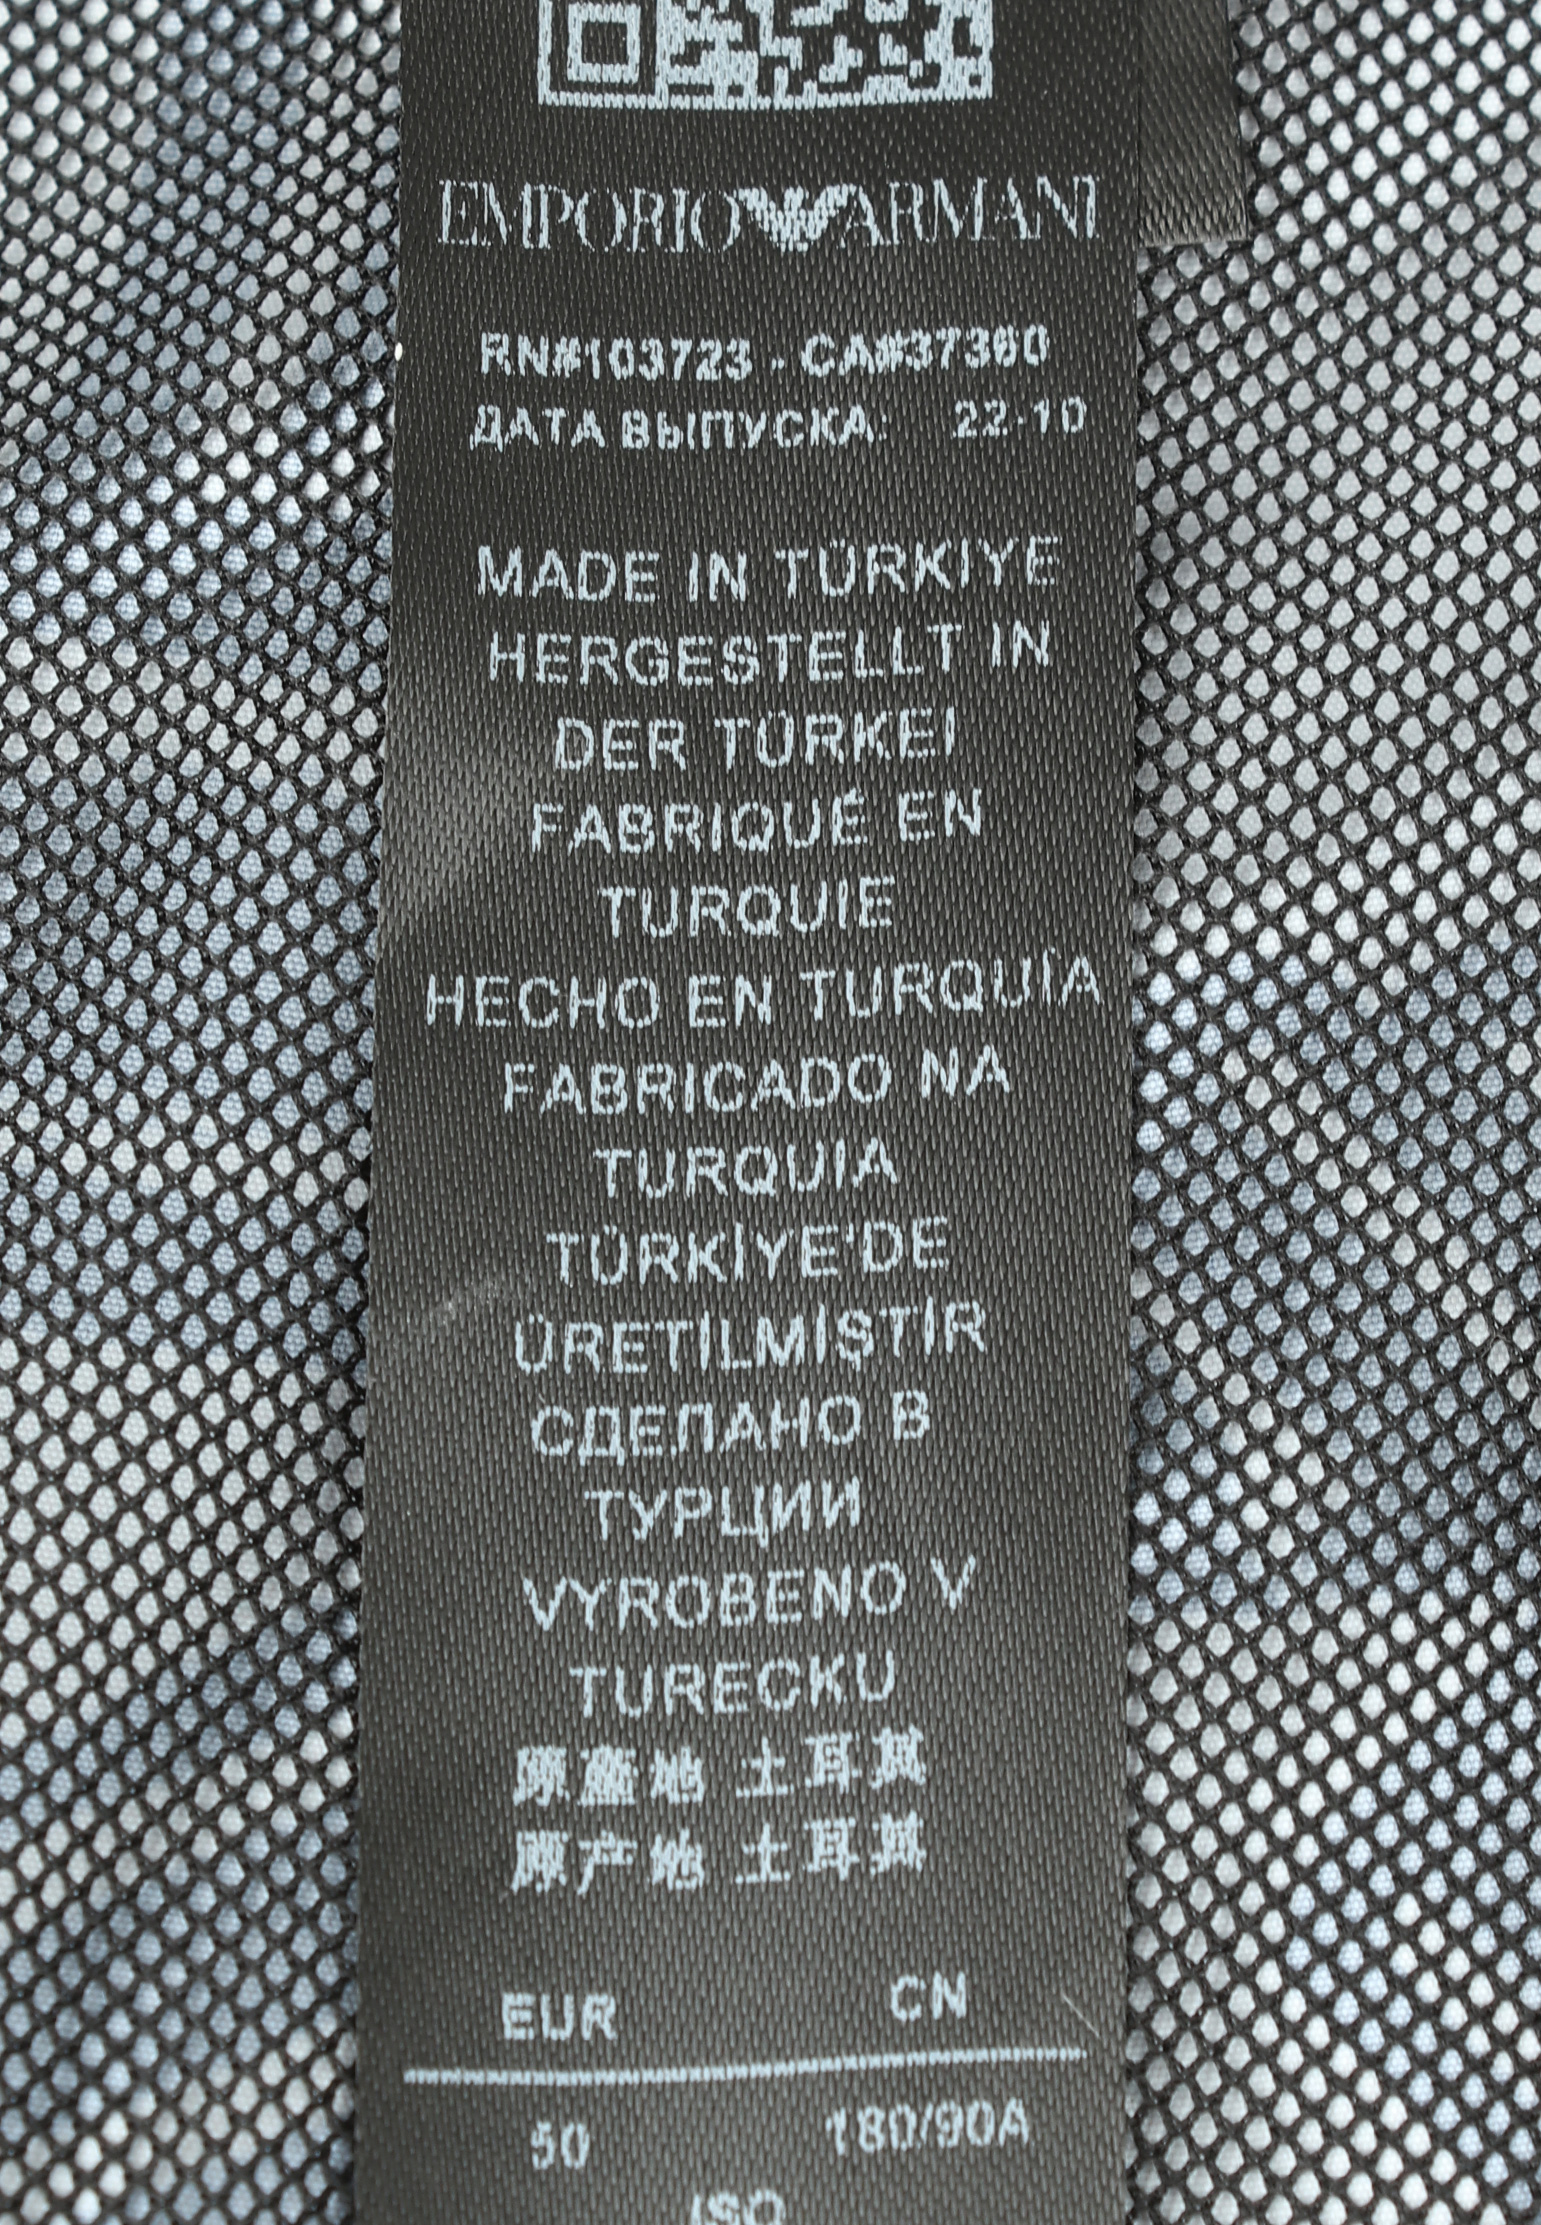 EMPORIO ARMANI
RN#103723 - CA#37360
ДАТА ВЫПУСКА: 22-10
MADE IN TÜRKIYE
HERGESTELLT IN
DER TÜRKEI
FABRIQUÉ EN
TURQUIE
HECHO EN TURQUÍA
FABRICADO NA
TURQUIA
TÜRKİYE'DE
ÜRETİLMİŞTİR
СДЕЛАНО В
ТУРЦИИ
VYROBENO V
TURECKU
原產地 土耳其
原产地 土耳其
EUR CN
50 180/90A
ISO